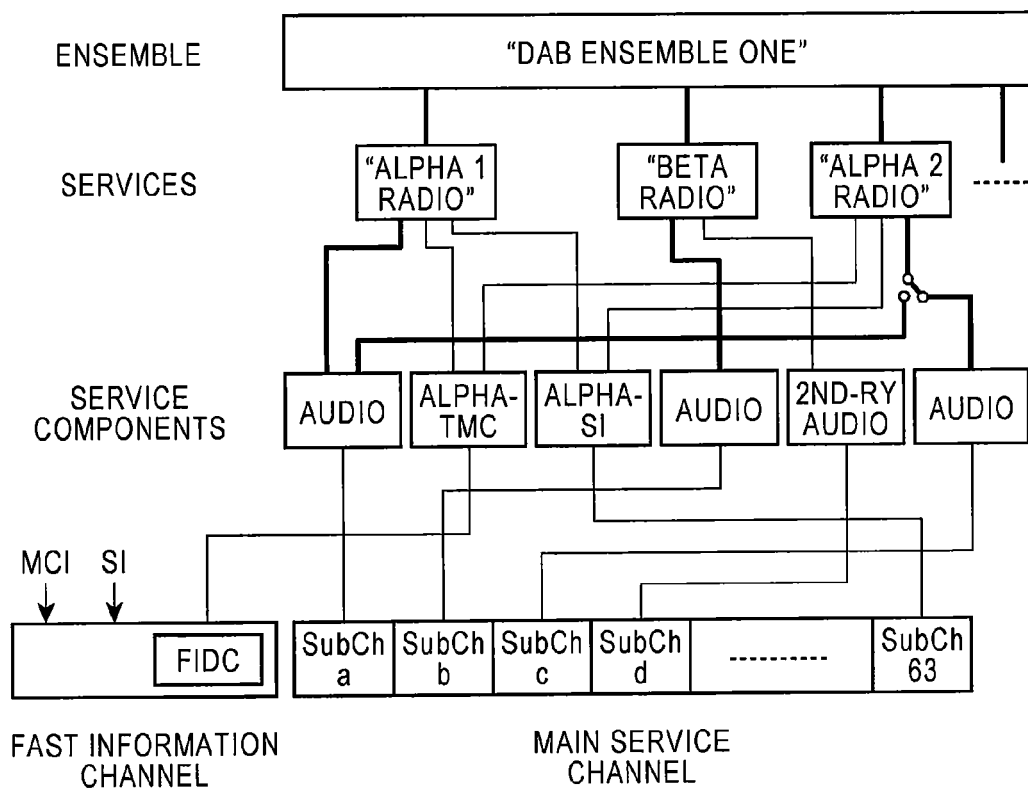 ENSEMBLE
"DAB ENSEMBLE ONE"
SERVICES
"ALPHA 1
RADIO"
"BETA
RADIO"
"ALPHA 2
RADIO"
SERVICE
COMPONENTS
AUDIO
ALPHA-
TMC
ALPHA-
SI
AUDIO
2ND-RY
AUDIO
AUDIO
MCI
SI
FIDC
SubCh
a
SubCh
b
SubCh
c
SubCh
d
SubCh
63
FAST INFORMATION
CHANNEL
MAIN SERVICE
CHANNEL